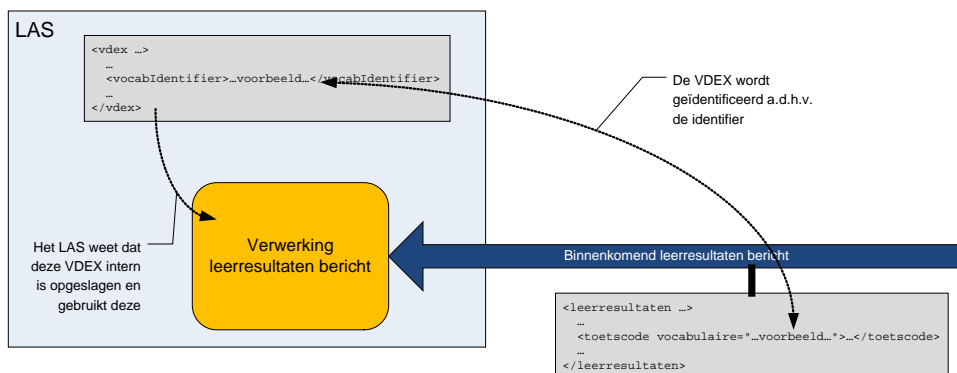 LAS
<vdex …>
…
<vocabIdentifier>…voorbeeld…</vocabIdentifier>
…
</vdex>
De VDEX wordt
geïdentificeerd a.d.h.v.
de identifier
Het LAS weet dat
deze VDEX intern
is opgeslagen en
gebruikt deze
Verwerking
leerresultaten bericht
Binnenkomend leerresultaten bericht
<leerresultaten …>
…
<toetscode vocabulaire="…voorbeeld…">…</toetscode>
…
</leerresultaten>